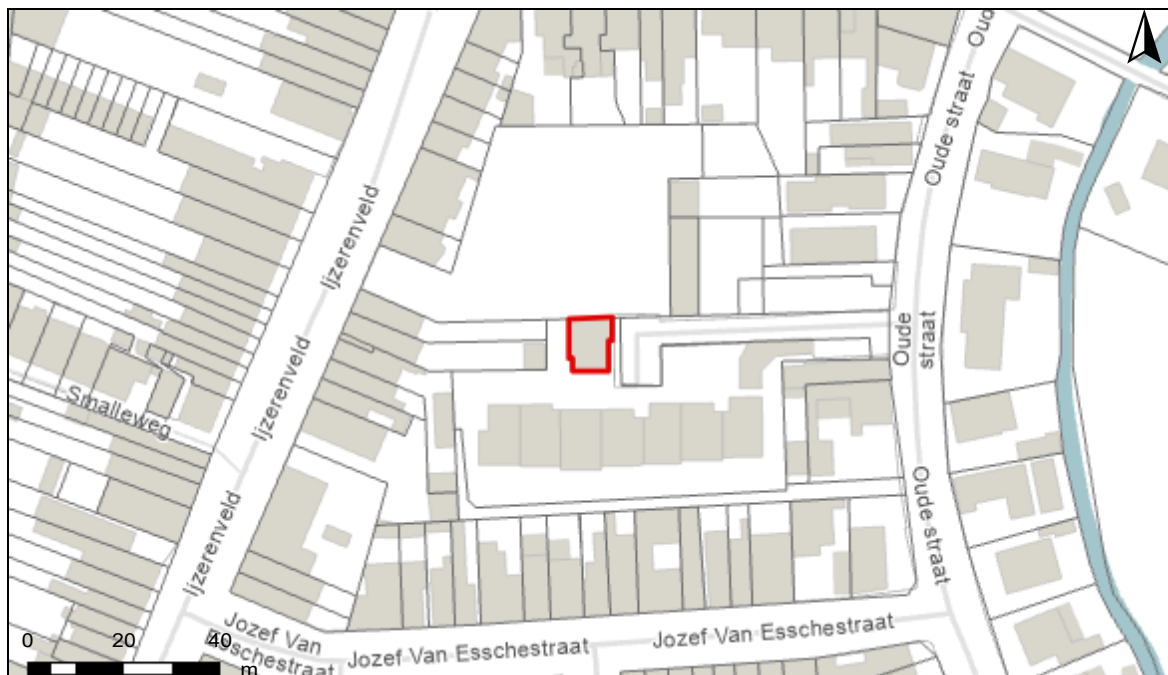 Oud
Oude straat
Ijzerenveld
Oude
straat
Ijzerenveld
Smalleweg
Oude straat
Ijzerenveld
Jozef Van
Esschestraat
Jozef Van Esschestraat
Jozef Van Esschestraat
0 20 40
m